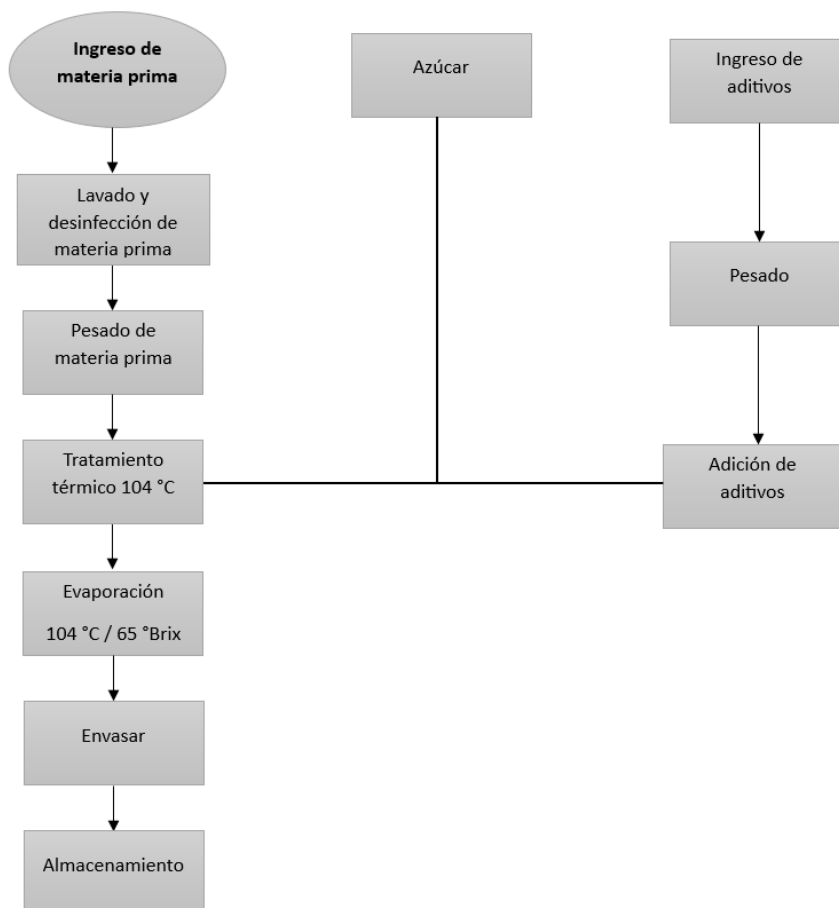 Ingreso de
materia prima
Azúcar
Ingreso de
aditivos
Lavado y
desinfección de
materia prima
Pesado
Pesado de
materia prima
Tratamiento
térmico 104 °C
Adición de
aditivos
Evaporación
104 °C / 65 °Brix
Envasar
Almacenamiento